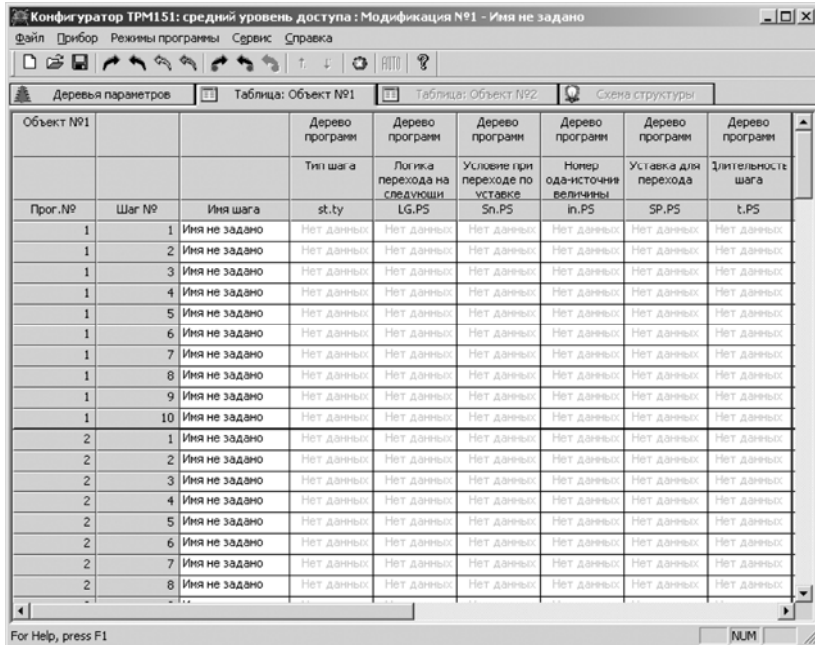 Конфигуратор ТРМ151: средний уровень доступа : Модификация №1 - Имя не задано
Файл Прибор Режимы программы Сервис Справка
AUTO ?
Деревья параметров Таблица: Объект №1 Таблица: Объект №2 Схема структуры
Объект №1 Дерево программ Дерево программ Дерево программ Дерево программ Дерево программ Дерево программ
Тип шага Логика перехода на следующи Условие при переходе по уставке Номер ода-источник величины Уставка для перехода Длительность шага
Прог.№ Шаг № Имя шага st.ty LG.PS Sn.PS in.PS SP.PS t.PS
1 1 Имя не задано Нет данных Нет данных Нет данных Нет данных Нет данных Нет данных
1 2 Имя не задано Нет данных Нет данных Нет данных Нет данных Нет данных Нет данных
1 3 Имя не задано Нет данных Нет данных Нет данных Нет данных Нет данных Нет данных
1 4 Имя не задано Нет данных Нет данных Нет данных Нет данных Нет данных Нет данных
1 5 Имя не задано Нет данных Нет данных Нет данных Нет данных Нет данных Нет данных
1 6 Имя не задано Нет данных Нет данных Нет данных Нет данных Нет данных Нет данных
1 7 Имя не задано Нет данных Нет данных Нет данных Нет данных Нет данных Нет данных
1 8 Имя не задано Нет данных Нет данных Нет данных Нет данных Нет данных Нет данных
1 9 Имя не задано Нет данных Нет данных Нет данных Нет данных Нет данных Нет данных
1 10 Имя не задано Нет данных Нет данных Нет данных Нет данных Нет данных Нет данных
2 1 Имя не задано Нет данных Нет данных Нет данных Нет данных Нет данных Нет данных
2 2 Имя не задано Нет данных Нет данных Нет данных Нет данных Нет данных Нет данных
2 3 Имя не задано Нет данных Нет данных Нет данных Нет данных Нет данных Нет данных
2 4 Имя не задано Нет данных Нет данных Нет данных Нет данных Нет данных Нет данных
2 5 Имя не задано Нет данных Нет данных Нет данных Нет данных Нет данных Нет данных
2 6 Имя не задано Нет данных Нет данных Нет данных Нет данных Нет данных Нет данных
2 7 Имя не задано Нет данных Нет данных Нет данных Нет данных Нет данных Нет данных
2 8 Имя не задано Нет данных Нет данных Нет данных Нет данных Нет данных Нет данных
For Help, press F1 NUM